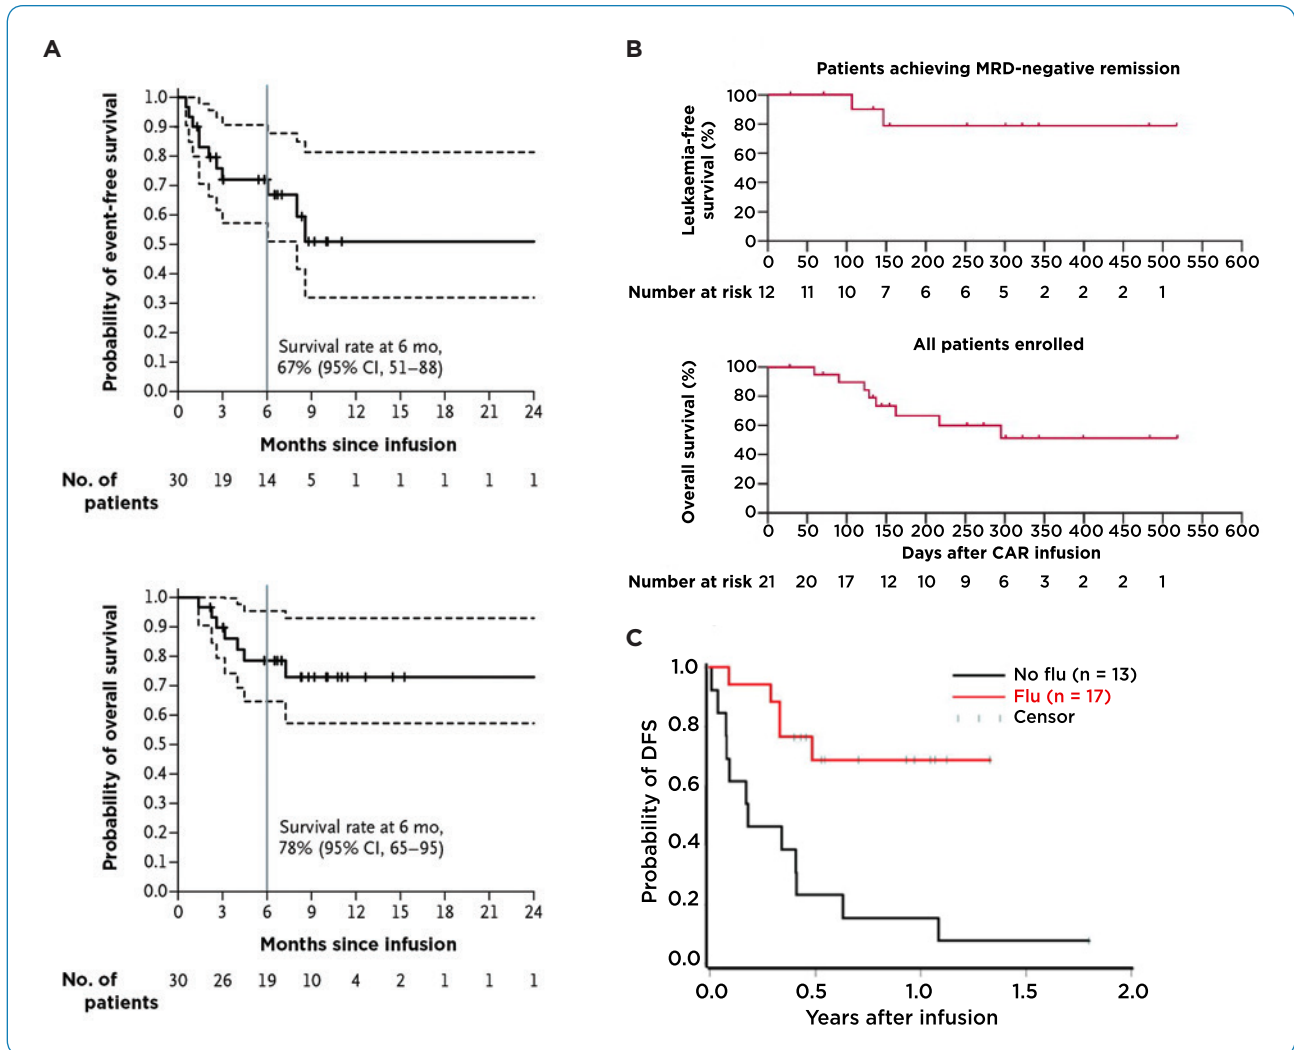 A
Probability of event-free survival
1.0
0.9
0.8
0.7
0.6
0.5
0.4
0.3
0.2
0.1
0.0
Survival rate at 6 mo,
67% (95% CI, 51–88)
0 3 6 9 12 15 18 21 24
Months since infusion
No. of 30 19 14 5 1 1 1 1 1
patients
Probability of overall survival
1.0
0.9
0.8
0.7
0.6
0.5
0.4
0.3
0.2
0.1
0.0
Survival rate at 6 mo,
78% (95% CI, 65–95)
0 3 6 9 12 15 18 21 24
Months since infusion
No. of 30 26 19 10 4 2 1 1 1
patients
B
Patients achieving MRD-negative remission
Leukaemia-free
survival (%)
100
80
60
40
20
0
0 50 100 150 200 250 300 350 400 450 500 550 600
Number at risk 12 11 10 7 6 6 5 2 2 2 1
All patients enrolled
Overall survival (%)
100
80
60
40
20
0
0 50 100 150 200 250 300 350 400 450 500 550 600
Days after CAR infusion
Number at risk 21 20 17 12 10 9 6 3 2 2 1
C
Probability of DFS
1.0
0.8
0.6
0.4
0.2
0.0
No flu (n = 13)
Flu (n = 17)
Censor
0.0 0.5 1.0 1.5 2.0
Years after infusion